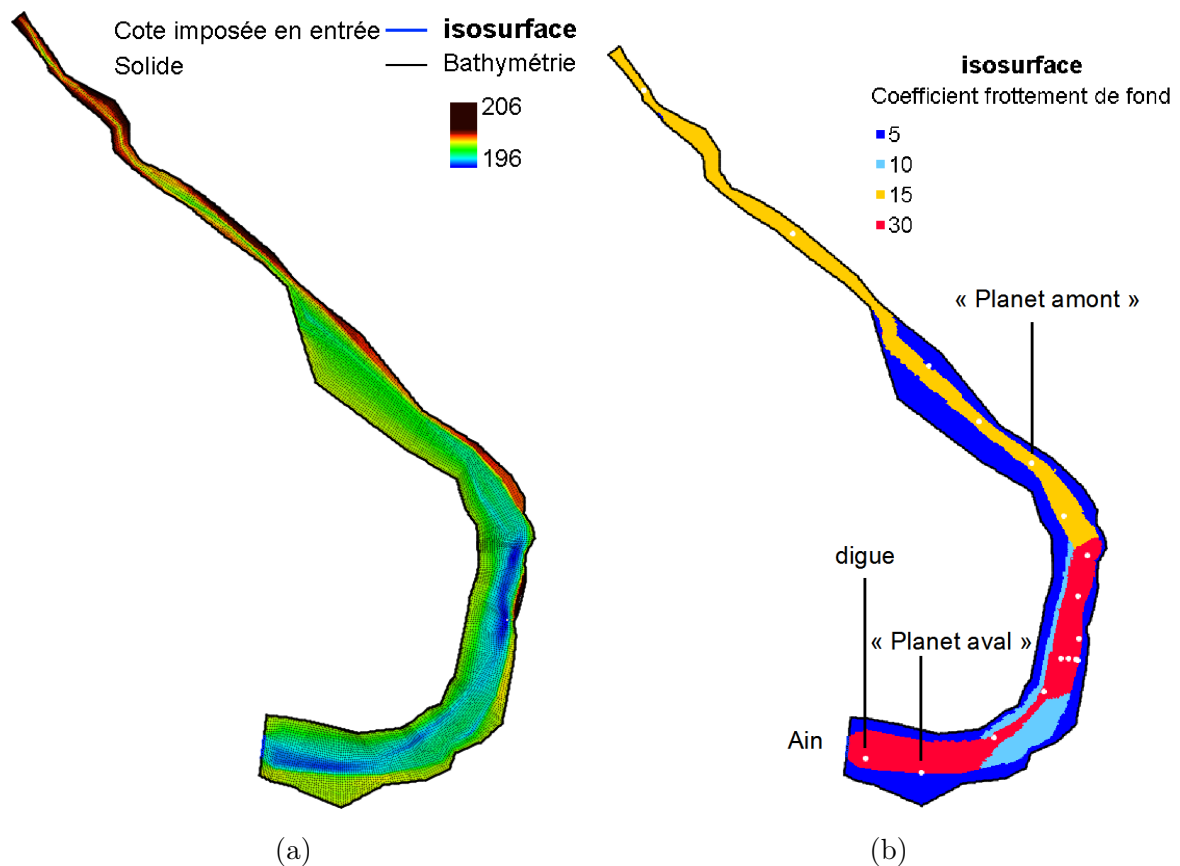 Cote imposée en entrée isosurface
Solide Bathymétrie
206
196
(a)
isosurface
Coefficient frottement de fond
5
10
15
30
« Planet amont »
digue
« Planet aval »
Ain
(b)